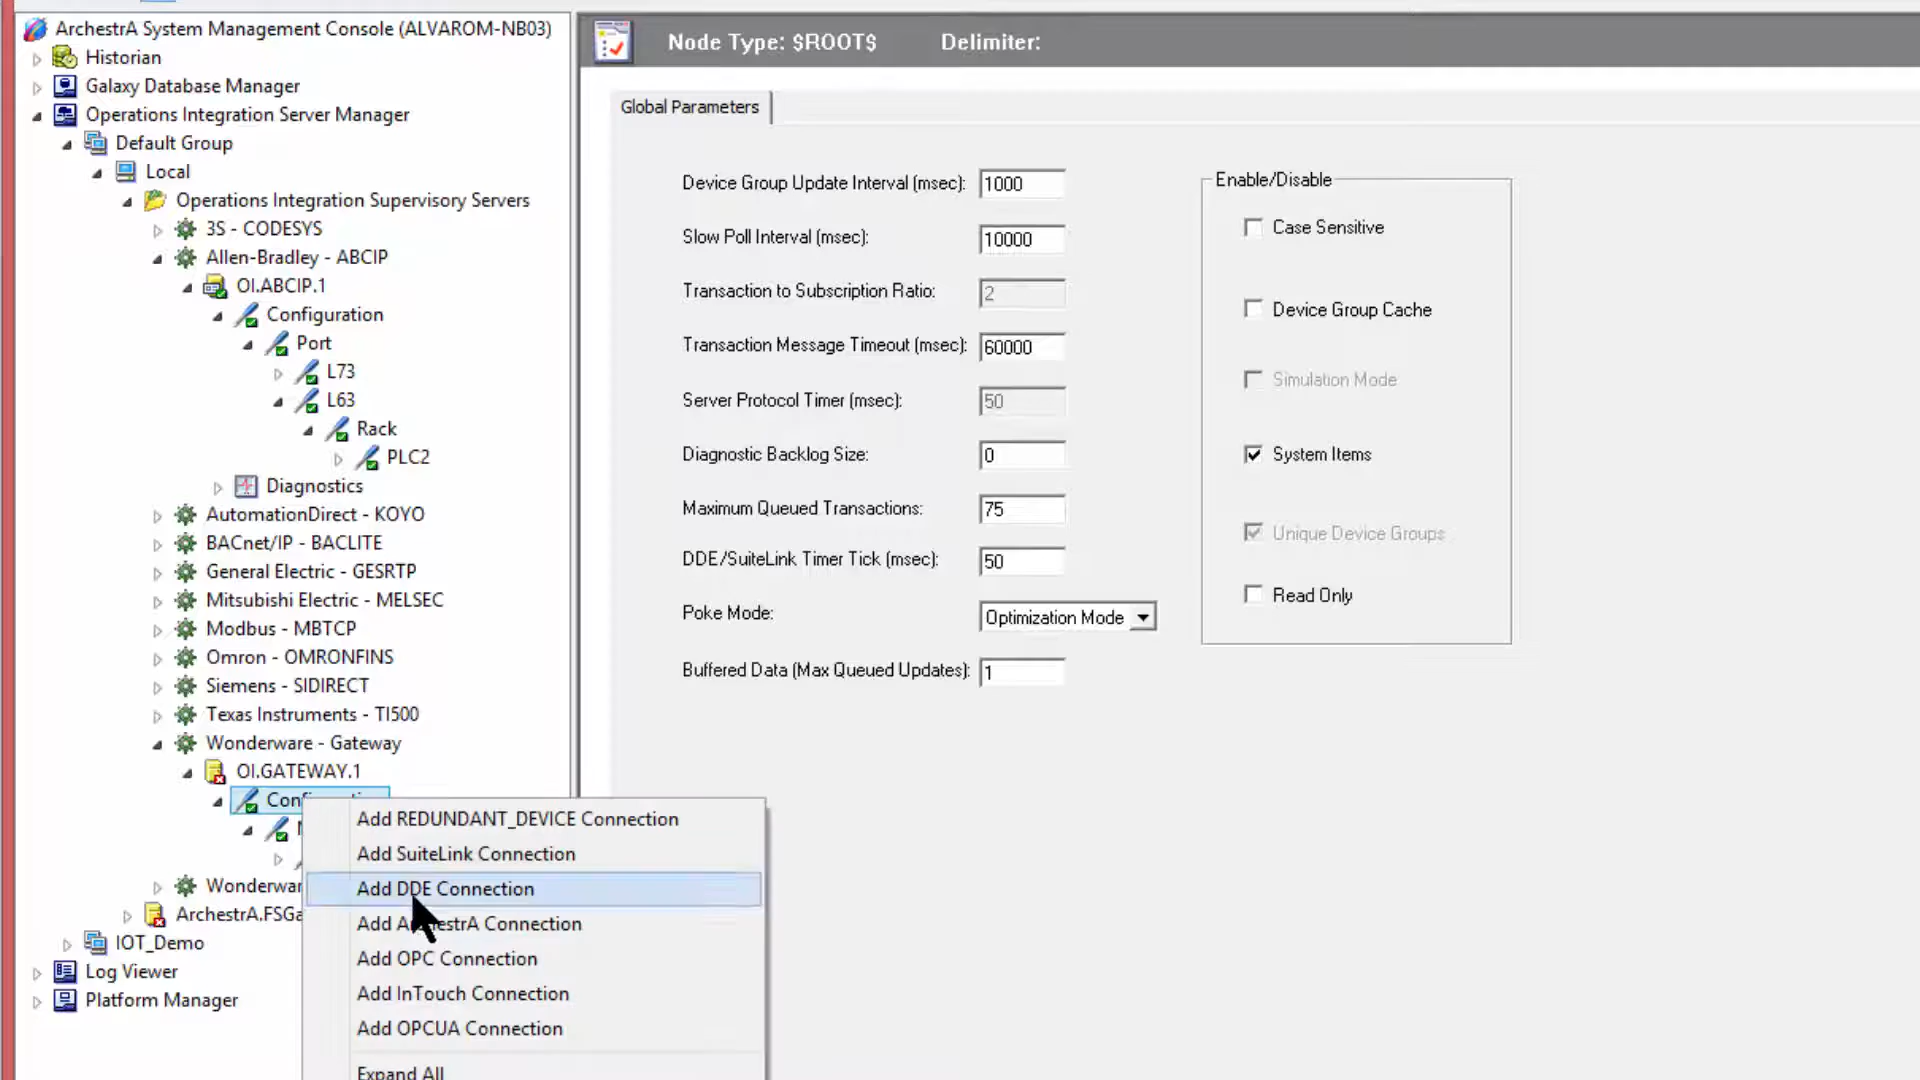 ArchestrA System Management Console (ALVAROM-NB03)
Historian
Galaxy Database Manager
Operations Integration Server Manager
Default Group
Local
Operations Integration Supervisory Servers
3S - CODESYS
Allen-Bradley - ABCIP
OI.ABCIP.1
Configuration
Port
L73
L63
Rack
PLC2
Diagnostics
AutomationDirect - KOYO
BACnet/IP - BACLITE
General Electric - GESRTP
Mitsubishi Electric - MELSEC
Modbus - MBTCP
Omron - OMRONFINS
Siemens - SIDIRECT
Texas Instruments - TI500
Wonderware - Gateway
OI.GATEWAY.1
Wonderwar
ArchestrA.FSGa
IOT_Demo
Log Viewer
Platform Manager
Add REDUNDANT_DEVICE Connection
Add SuiteLink Connection
Add DDE Connection
Add ArchestrA Connection
Add OPC Connection
Add InTouch Connection
Add OPCUA Connection
Expand All
Node Type: $ROOT$ Delimiter:
Global Parameters
Device Group Update Interval (msec): 1000
Slow Poll Interval (msec): 10000
Transaction to Subscription Ratio: 2
Transaction Message Timeout (msec): 60000
Server Protocol Timer (msec): 50
Diagnostic Backlog Size: 0
Maximum Queued Transactions: 75
DDE/SuiteLink Timer Tick (msec): 50
Poke Mode: Optimization Mode
Buffered Data (Max Queued Updates): 1
Enable/Disable
Case Sensitive
Device Group Cache
Simulation Mode
System Items
Unique Device Groups
Read Only